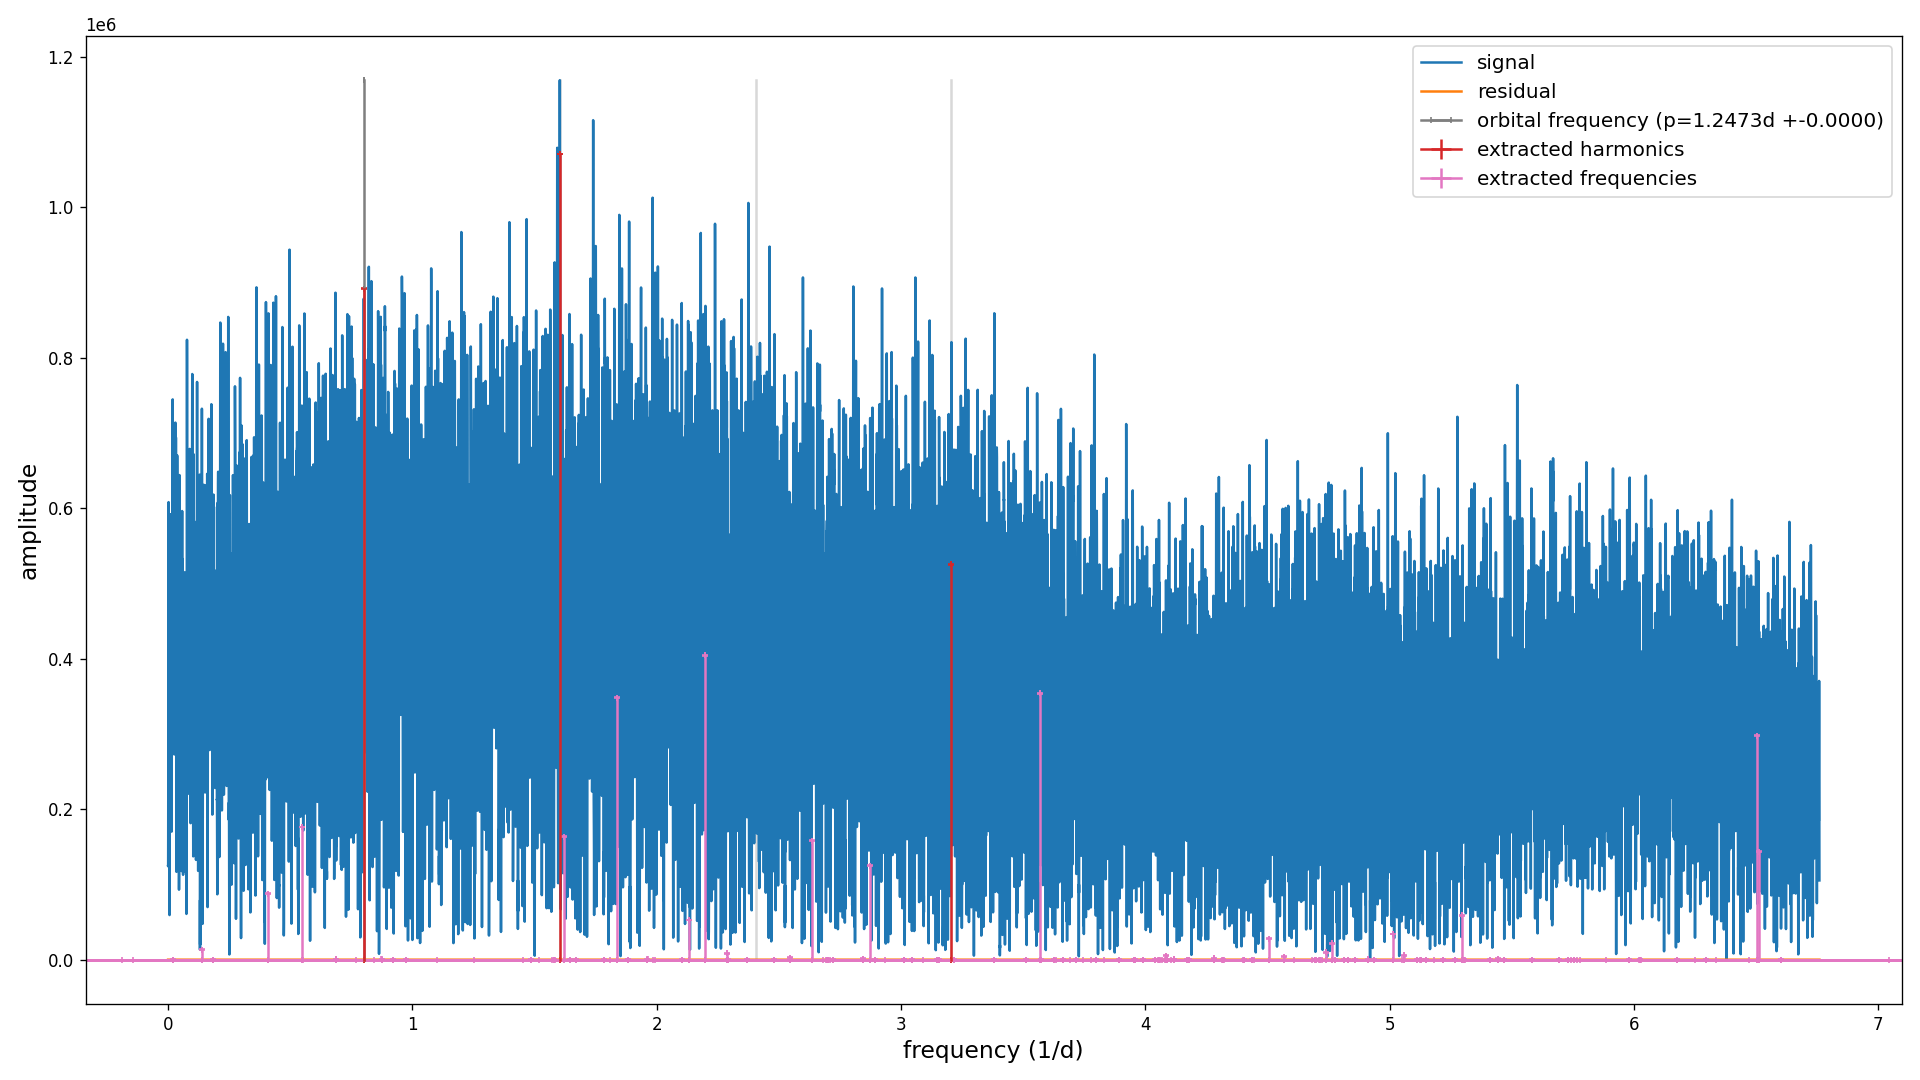 1e6
1.2
1.0
0.8
0.6
0.4
0.2
0.0
amplitude
signal
residual
orbital frequency (p=1.2473d +-0.0000)
extracted harmonics
extracted frequencies
0 1 2 3 4 5 6 7
frequency (1/d)